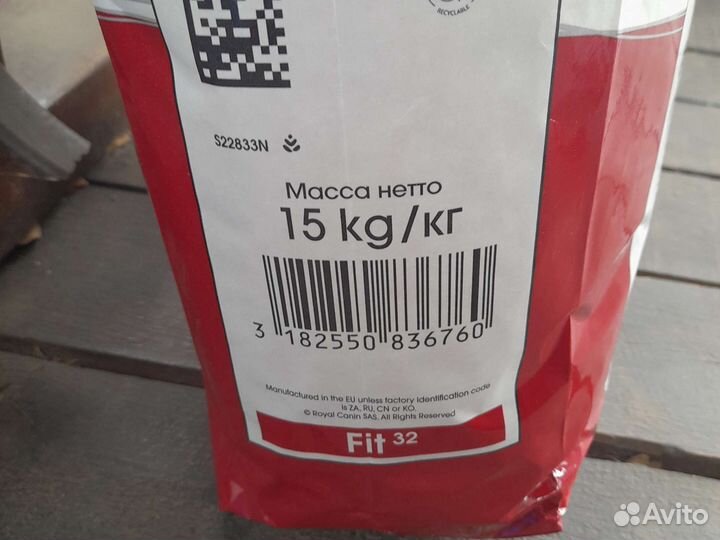 RECYCLABLE
S22833N
Масса нетто
15 kg/кг
3 182550 836760
Manufactured in the EU unless factory identification code
is ZA, RU, CN or KO.
© Royal Canin SAS. All Rights Reserved
Fit 32
Avito